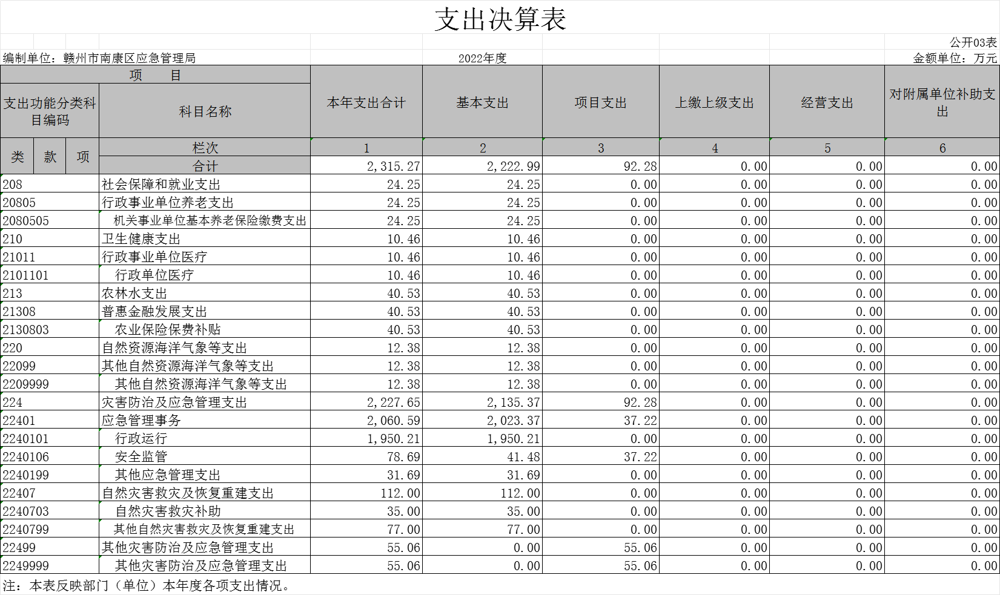 支出决算表
公开03表
编制单位：赣州市南康区应急管理局 2022年度 金额单位：万元
项 目 本年支出合计 基本支出 项目支出 上缴上级支出 经营支出 对附属单位补助支出
支出功能分类科目编码 科目名称
类 款 项 栏次 1 2 3 4 5 6
合计 2,315.27 2,222.99 92.28 0.00 0.00 0.00
208 社会保障和就业支出 24.25 24.25 0.00 0.00 0.00 0.00
20805 行政事业单位养老支出 24.25 24.25 0.00 0.00 0.00 0.00
2080505 机关事业单位基本养老保险缴费支出 24.25 24.25 0.00 0.00 0.00 0.00
210 卫生健康支出 10.46 10.46 0.00 0.00 0.00 0.00
21011 行政事业单位医疗 10.46 10.46 0.00 0.00 0.00 0.00
2101101 行政单位医疗 10.46 10.46 0.00 0.00 0.00 0.00
213 农林水支出 40.53 40.53 0.00 0.00 0.00 0.00
21308 普惠金融发展支出 40.53 40.53 0.00 0.00 0.00 0.00
2130803 农业保险保费补贴 40.53 40.53 0.00 0.00 0.00 0.00
220 自然资源海洋气象等支出 12.38 12.38 0.00 0.00 0.00 0.00
22099 其他自然资源海洋气象等支出 12.38 12.38 0.00 0.00 0.00 0.00
2209999 其他自然资源海洋气象等支出 12.38 12.38 0.00 0.00 0.00 0.00
224 灾害防治及应急管理支出 2,227.65 2,135.37 92.28 0.00 0.00 0.00
22401 应急管理事务 2,060.59 2,023.37 37.22 0.00 0.00 0.00
2240101 行政运行 1,950.21 1,950.21 0.00 0.00 0.00 0.00
2240106 安全监管 78.69 41.48 37.22 0.00 0.00 0.00
2240199 其他应急管理支出 31.69 31.69 0.00 0.00 0.00 0.00
22407 自然灾害救灾及恢复重建支出 112.00 112.00 0.00 0.00 0.00 0.00
2240703 自然灾害救灾补助 35.00 35.00 0.00 0.00 0.00 0.00
2240799 其他自然灾害救灾及恢复重建支出 77.00 77.00 0.00 0.00 0.00 0.00
22499 其他灾害防治及应急管理支出 55.06 0.00 55.06 0.00 0.00 0.00
2249999 其他灾害防治及应急管理支出 55.06 0.00 55.06 0.00 0.00 0.00
注：本表反映部门（单位）本年度各项支出情况。